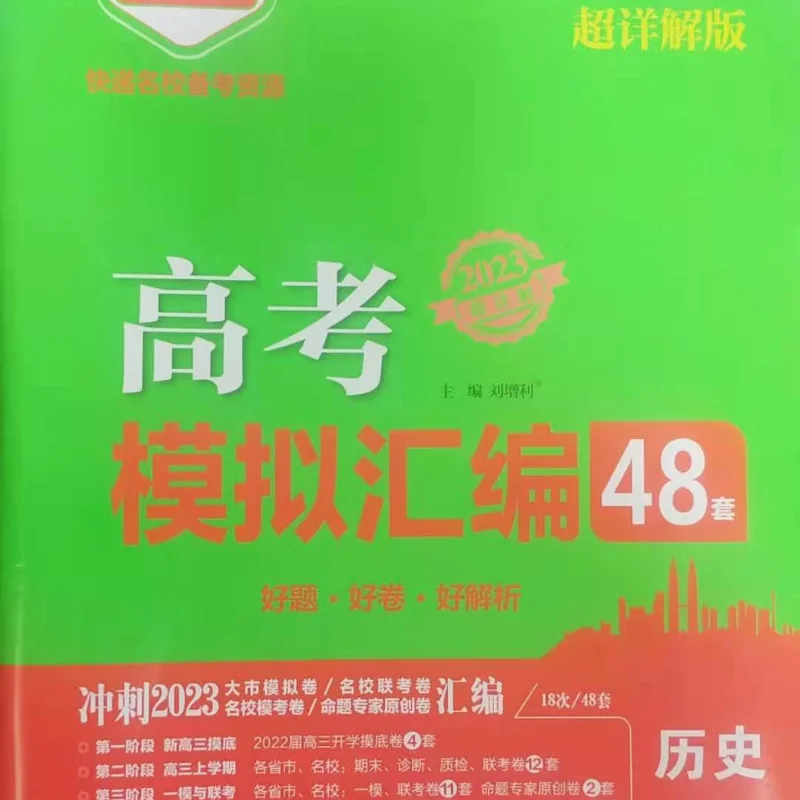 超详解版
快递名校备考资源
高考
2023
主 编 刘增利
模拟汇编48套
好题·好卷·好解析
冲刺2023 大市模拟卷/名校联考卷 汇编/18次/48套
名校模考卷/命题专家原创卷
第一阶段 新高三摸底 2022届高三开学摸底卷④套
第二阶段 高三上学期 各省市、名校:期末、诊断、质检、联考卷⑫套
第三阶段 一模与联考 各省市、名校:一模、联考卷⑪套 命题专家原创卷②套
历史